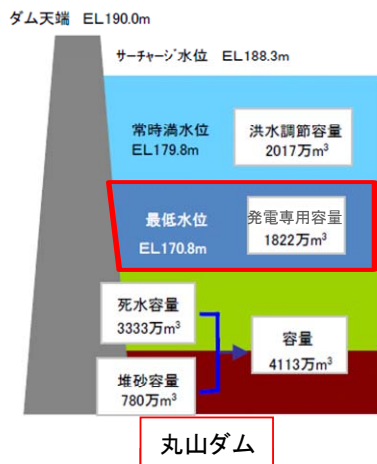 ダム天端 EL190.0m
サーチャージ水位 EL188.3m
常時満水位
EL179.8m
洪水調節容量
2017万m³
最低水位
EL170.8m
発電専用容量
1822万m³
死水容量
3333万m³
容量
4113万m³
堆砂容量
780万m³
丸山ダム